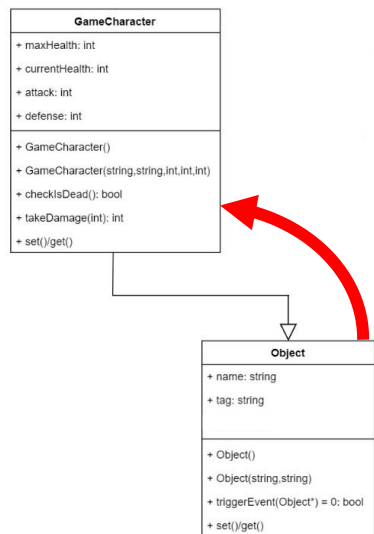 GameCharacter
+ maxHealth: int
+ currentHealth: int
+ attack: int
+ defense: int
+ GameCharacter()
+ GameCharacter(string,string,int,int,int)
+ checkIsDead(): bool
+ takeDamage(int): int
+ set()/get()
Object
+ name: string
+ tag: string
+ Object()
+ Object(string,string)
+ triggerEvent(Object*) = 0: bool
+ set()/get()